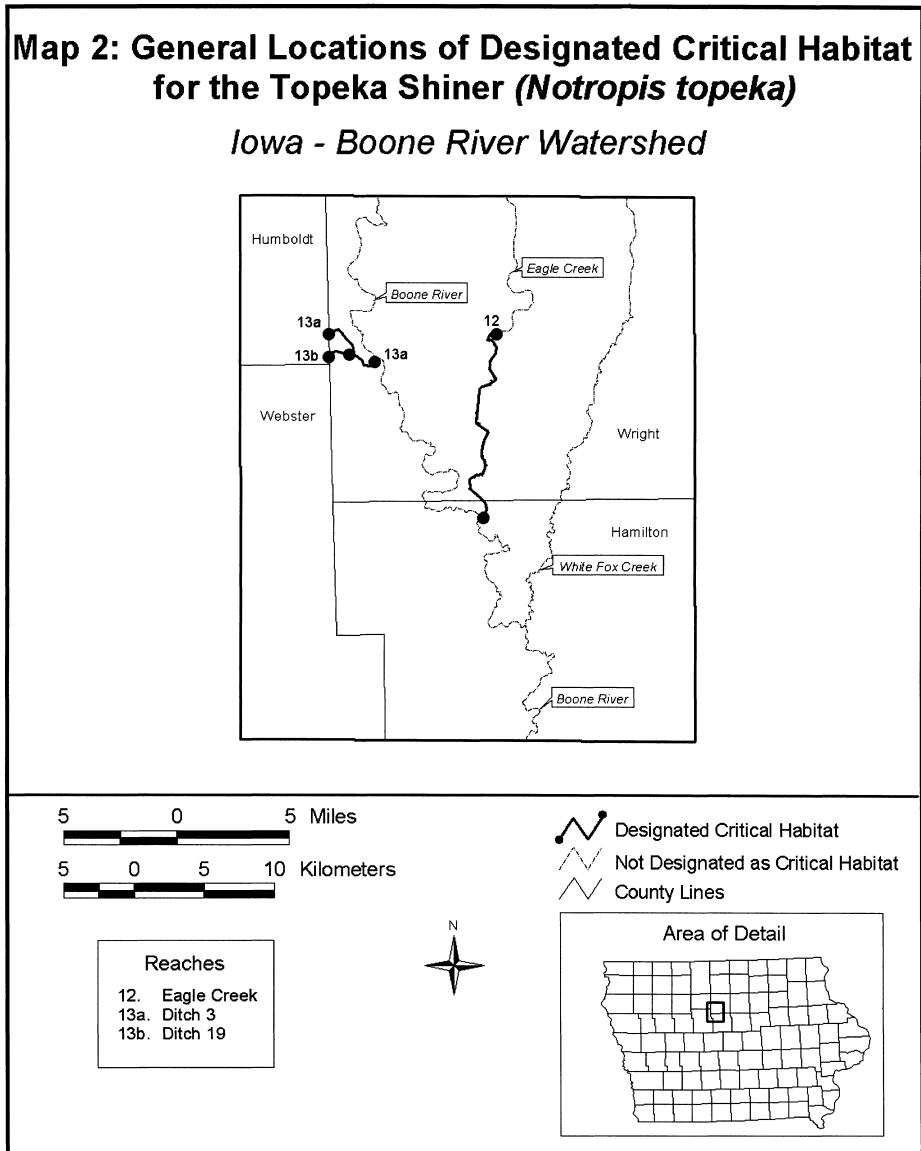 Map 2: General Locations of Designated Critical Habitat
for the Topeka Shiner (Notropis topeka)
Iowa - Boone River Watershed
Humboldt
Eagle Creek
Boone River
13a
12
13b
13a
Webster
Wright
Hamilton
White Fox Creek
Boone River
5 0 5 Miles
5 0 5 10 Kilometers
Designated Critical Habitat
Not Designated as Critical Habitat
County Lines
N
Reaches
12. Eagle Creek
13a. Ditch 3
13b. Ditch 19
Area of Detail